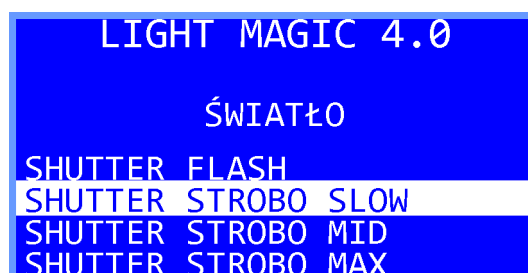 LIGHT MAGIC 4.0
ŚWIATŁO
SHUTTER FLASH
SHUTTER STROBO SLOW
SHUTTER STROBO MID
SHUTTER STROBO MAX